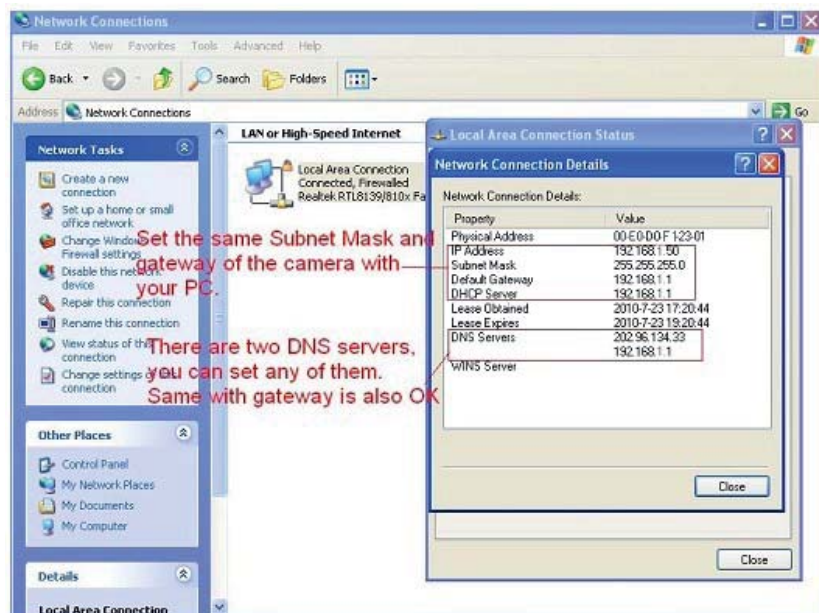 Network Connections
File Edit View Favorites Tools Advanced Help
Back Search Folders
Address Network Connections Go
Network Tasks
Create a new
connection
Set up a home or small
office network
Change Windows
Firewall settings
Disable this network
device
Repair this connection
Rename this connection
View status of this
connection
Change settings of this
connection
Other Places
Control Panel
My Network Places
My Documents
My Computer
Details
Local Area Connection
LAN or High-Speed Internet
Local Area Connection
Connected, Firewalled
Realtek RTL8139/810x Fa
Set the same Subnet Mask and
gateway of the camera with
your PC.
There are two DNS servers,
you can set any of them.
Same with gateway is also OK
Local Area Connection Status
Network Connection Details
Network Connection Details:
Property Value
Physical Address 00-E0-D0-F1-23-01
IP Address 192.168.1.50
Subnet Mask 255.255.255.0
Default Gateway 192.168.1.1
DHCP Server 192.168.1.1
Lease Obtained 2010-7-23 17:20:44
Lease Expires 2010-7-23 19:20:44
DNS Servers 202.96.134.33
192.168.1.1
WINS Server
Close
Close